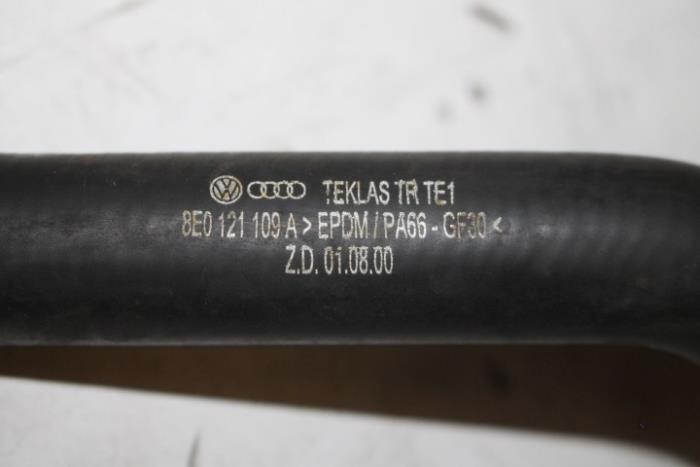 TEKLAS TR TE1
8E0 121 109 A > EPDM / PA66 - GF30 <
Z.D. 01.08.00